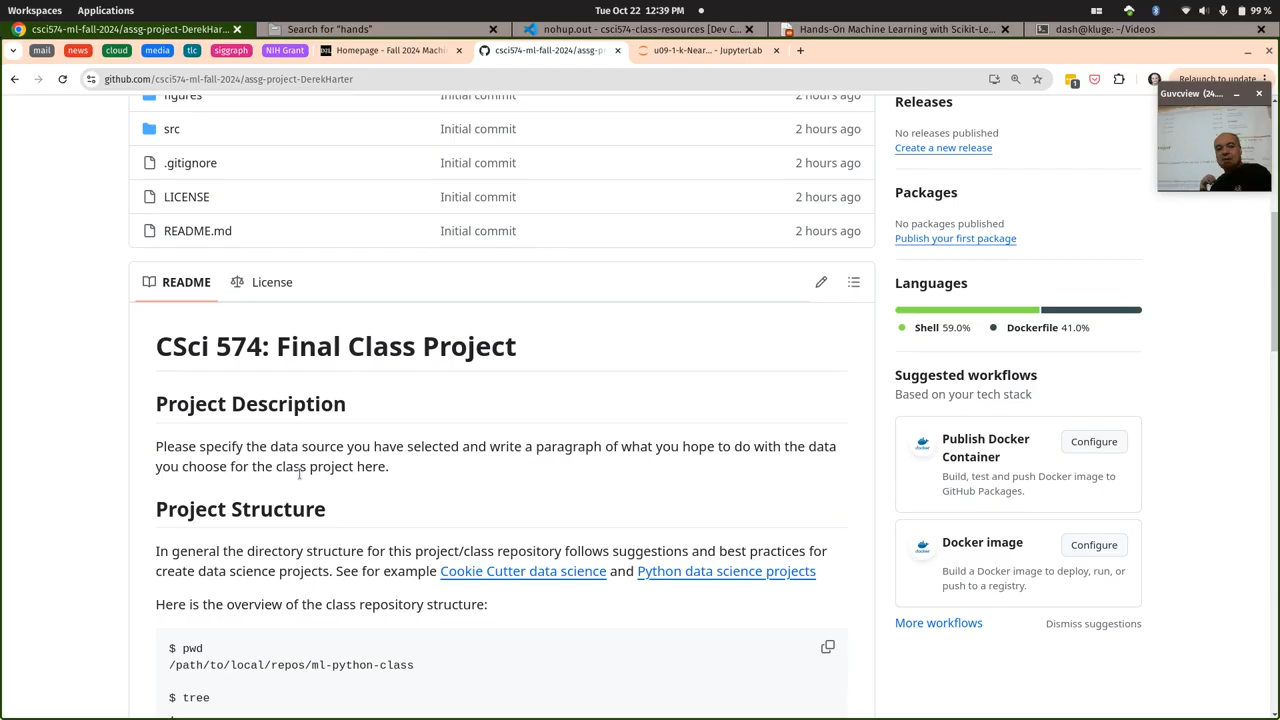 Workspaces Applications Tue Oct 22 12:39 PM 99 %
csci574-ml-fall-2024/assg-project-DerekHar... Search for “hands” nohup.out - csci574-class-resources [Dev C... Hands-On Machine Learning with Scikit-Le... dash@kluge: ~/Videos
mail news cloud media tlc siggraph NIH Grant Homepage - Fall 2024 Machi csci574-ml-fall-2024/assg-p u09-1-k-Near... - JupyterLab
github.com/csci574-ml-fall-2024/assg-project-DerekHarter 1 Relaunch to update
Guvcview (24....
figures Initial commit 2 hours ago
src Initial commit 2 hours ago
.gitignore Initial commit 2 hours ago
LICENSE Initial commit 2 hours ago
README.md Initial commit 2 hours ago
README License
CSci 574: Final Class Project
Project Description
Please specify the data source you have selected and write a paragraph of what you hope to do with the data
you choose for the class project here.
Project Structure
In general the directory structure for this project/class repository follows suggestions and best practices for
create data science projects. See for example Cookie Cutter data science and Python data science projects
Here is the overview of the class repository structure:
$ pwd
/path/to/local/repos/ml-python-class
$ tree
Releases
No releases published
Create a new release
Packages
No packages published
Publish your first package
Languages
Shell 59.0% Dockerfile 41.0%
Suggested workflows
Based on your tech stack
Publish Docker
Container
Configure
Build, test and push Docker image to
GitHub Packages.
Docker image
Configure
Build a Docker image to deploy, run, or
push to a registry.
More workflows Dismiss suggestions